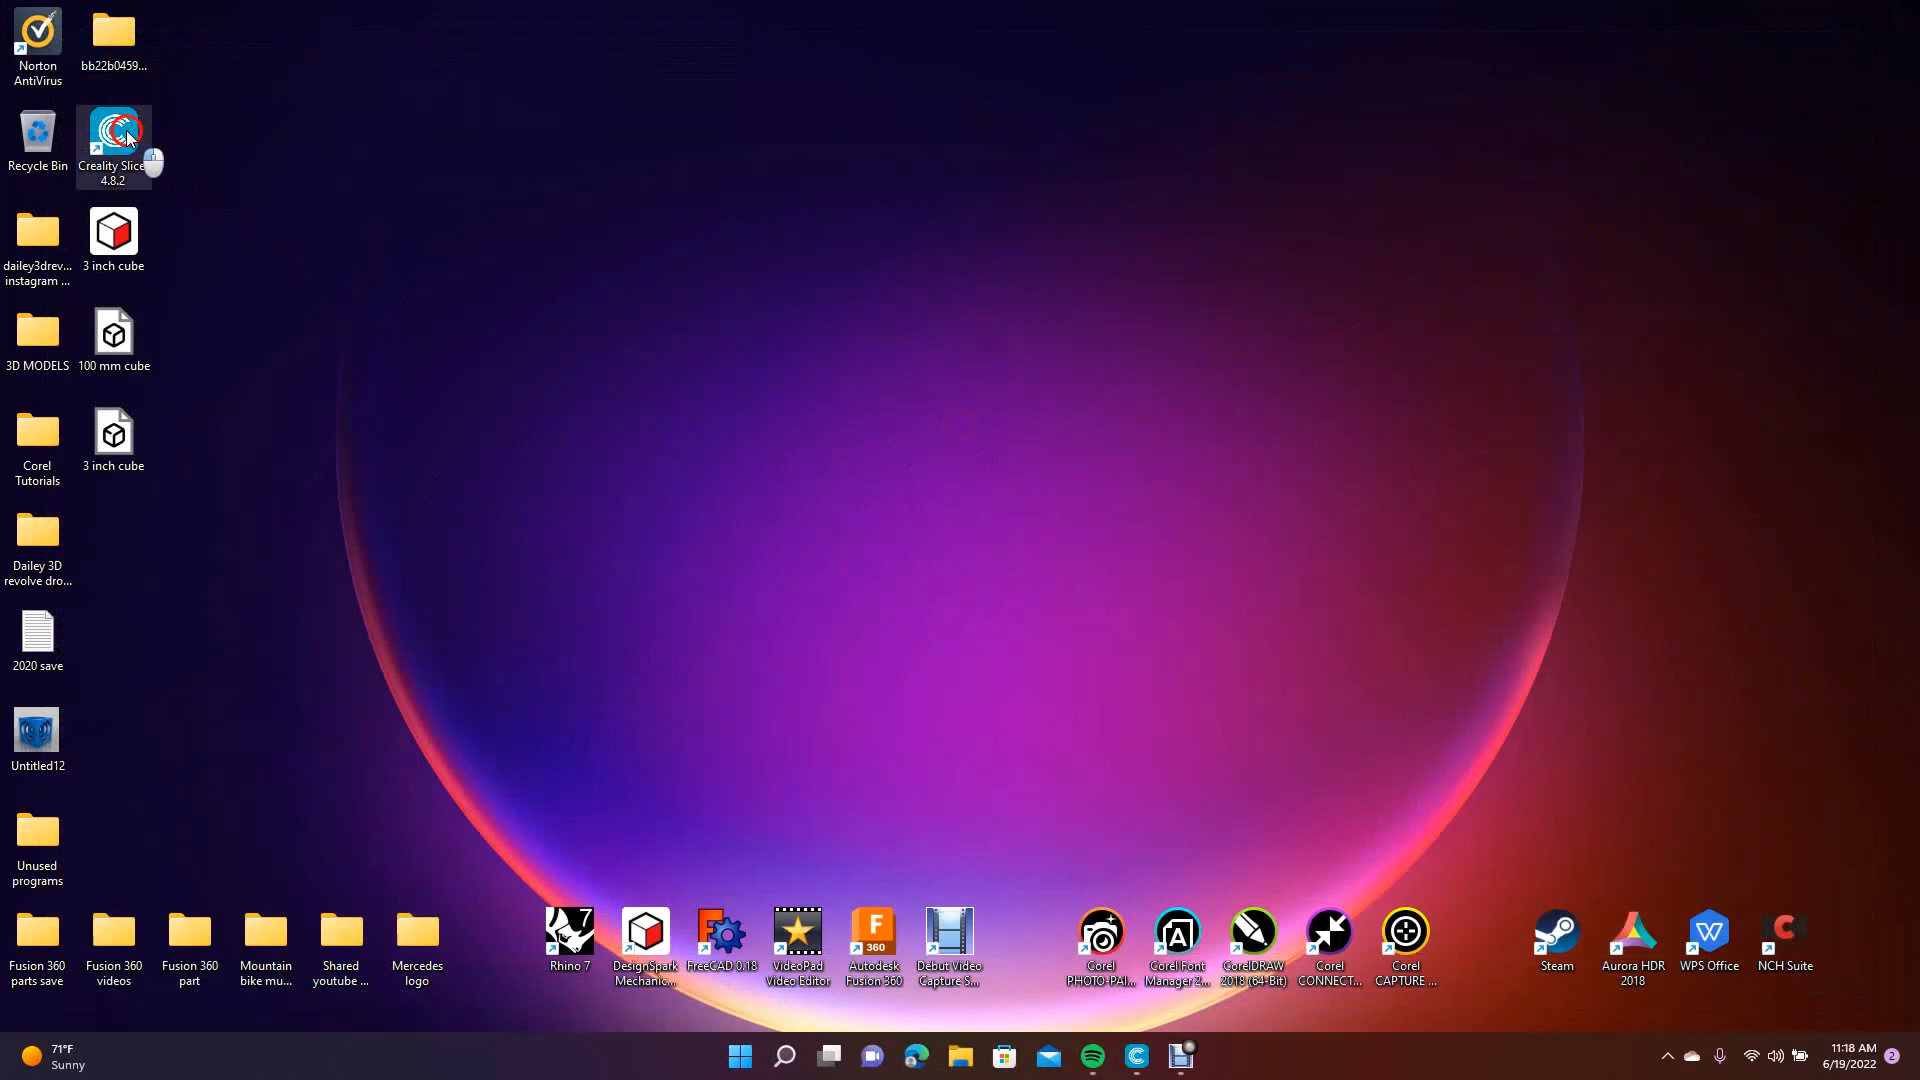 Norton
AntiVirus
bb22b0459...
Recycle Bin
Creality Slice
4.8.2
dailey3drev...
instagram ...
3 inch cube
3D MODELS
100 mm cube
Corel
Tutorials
3 inch cube
Dailey 3D
revolve dro...
2020 save
Untitled12
Unused
programs
Fusion 360
parts save
Fusion 360
videos
Fusion 360
part
Mountain
bike mu...
Shared
youtube ...
Mercedes
logo
7
Rhino 7
DesignSpark
Mechanic...
FreeCAD 0.18
VideoPad
Video Editor
F
360
Autodesk
Fusion 360
Debut Video
Capture S...
Corel
PHOTO-PAI...
A
Corel Font
Manager 2...
CorelDRAW
2018 (64-Bit)
Corel
CONNECT...
Corel
CAPTURE ...
Steam
Aurora HDR
2018
W
WPS Office
C
NCH Suite
71°F
Sunny
11:18 AM
6/19/2022
2